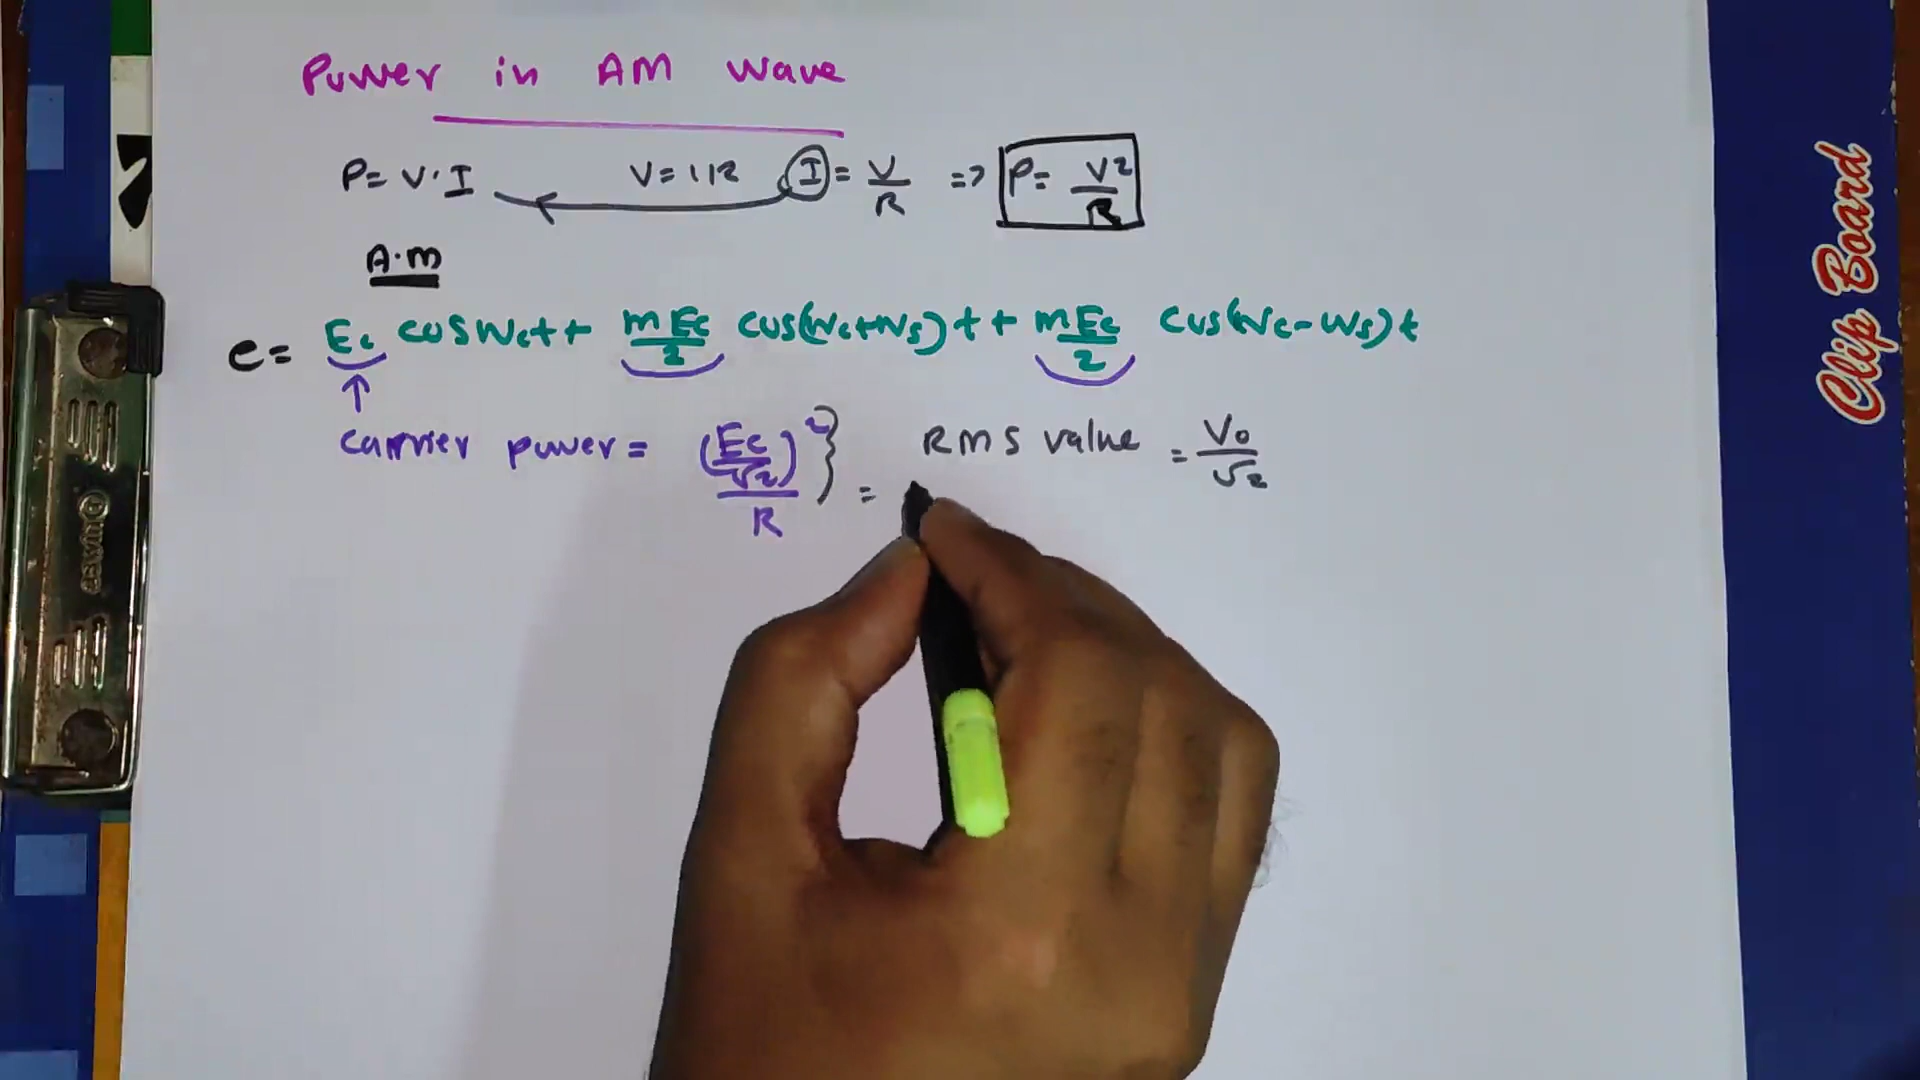 Power in AM Wave
P= V·I V=IR I= V/R => P= V2/R
A.M
e= Ec coswct+ mEc/2 cos(wc+ws)t+ mEc/2 cos(wc-ws)t
Carrier power= (Ec/√2)2/R} = RMS value = Vo/√2
Clip Board